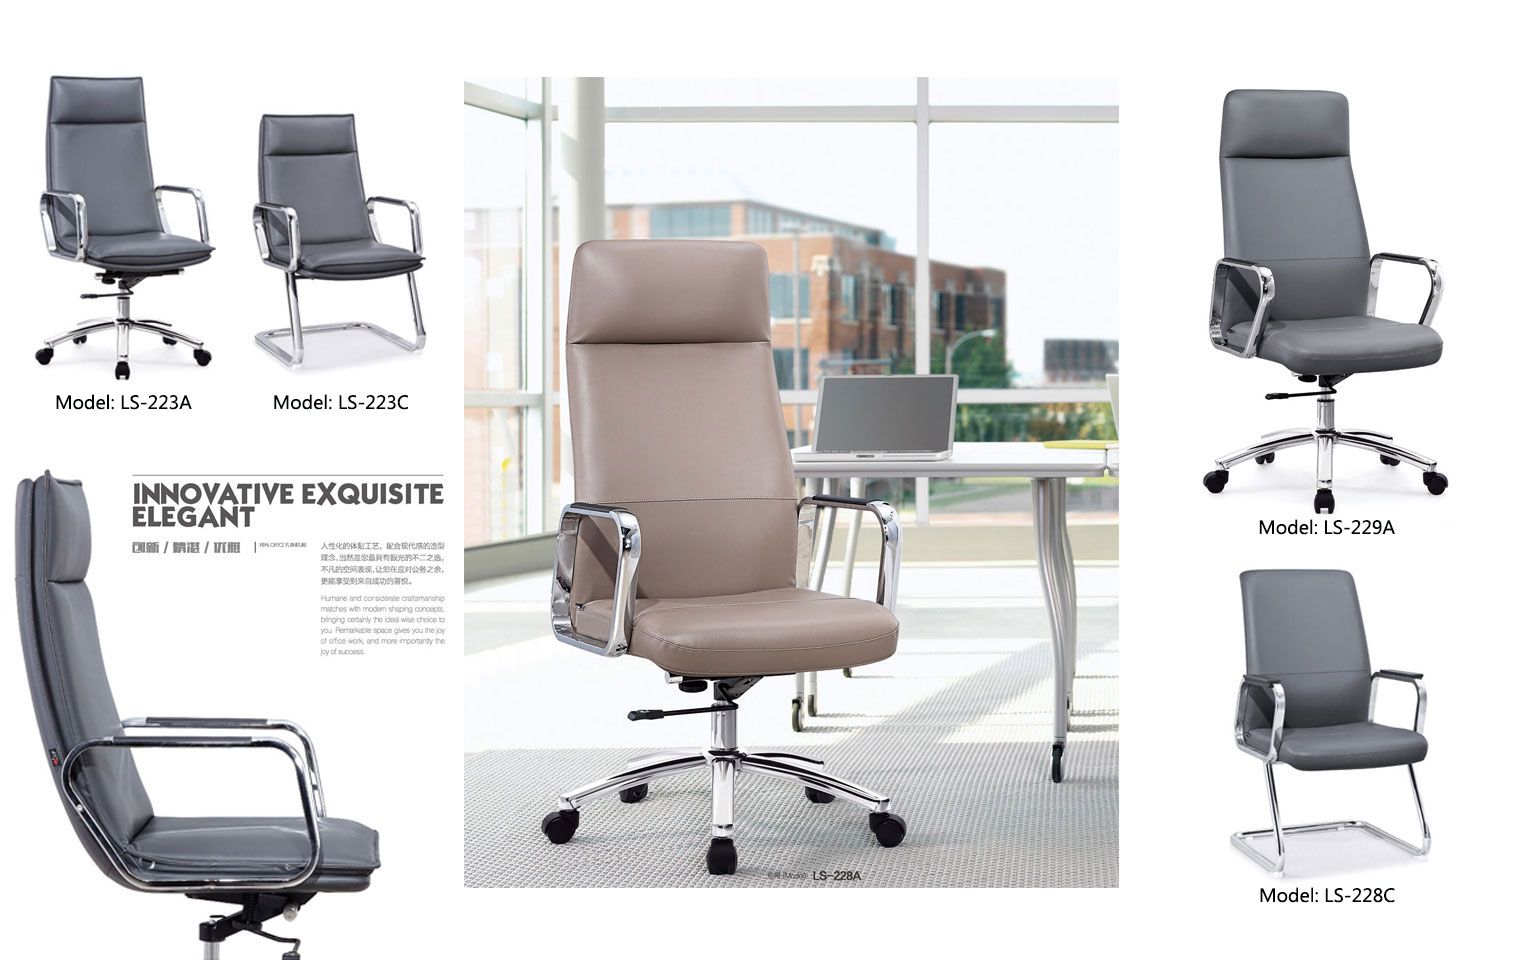 Model: LS-223A
Model: LS-223C
INNOVATIVE EXQUISITE
ELEGANT
创新 / 精湛 / 优雅 | YIPAI OFFICE FURNITURE
人性化的体贴工艺，配合现代感的造型
理念，当然是您最具有眼光的不二之选，
不凡的空间表现，让您在应对公务之余，
更能享受到来自成功的喜悦。
Humane and considerate craftsmanship
matches with modern shaping concepts,
bringing certainly the ideal wise choice to
you. Remarkable space gives you the joy
of office work, and more importantly the
joy of success.
(Model) LS-228A
Model: LS-229A
Model: LS-228C